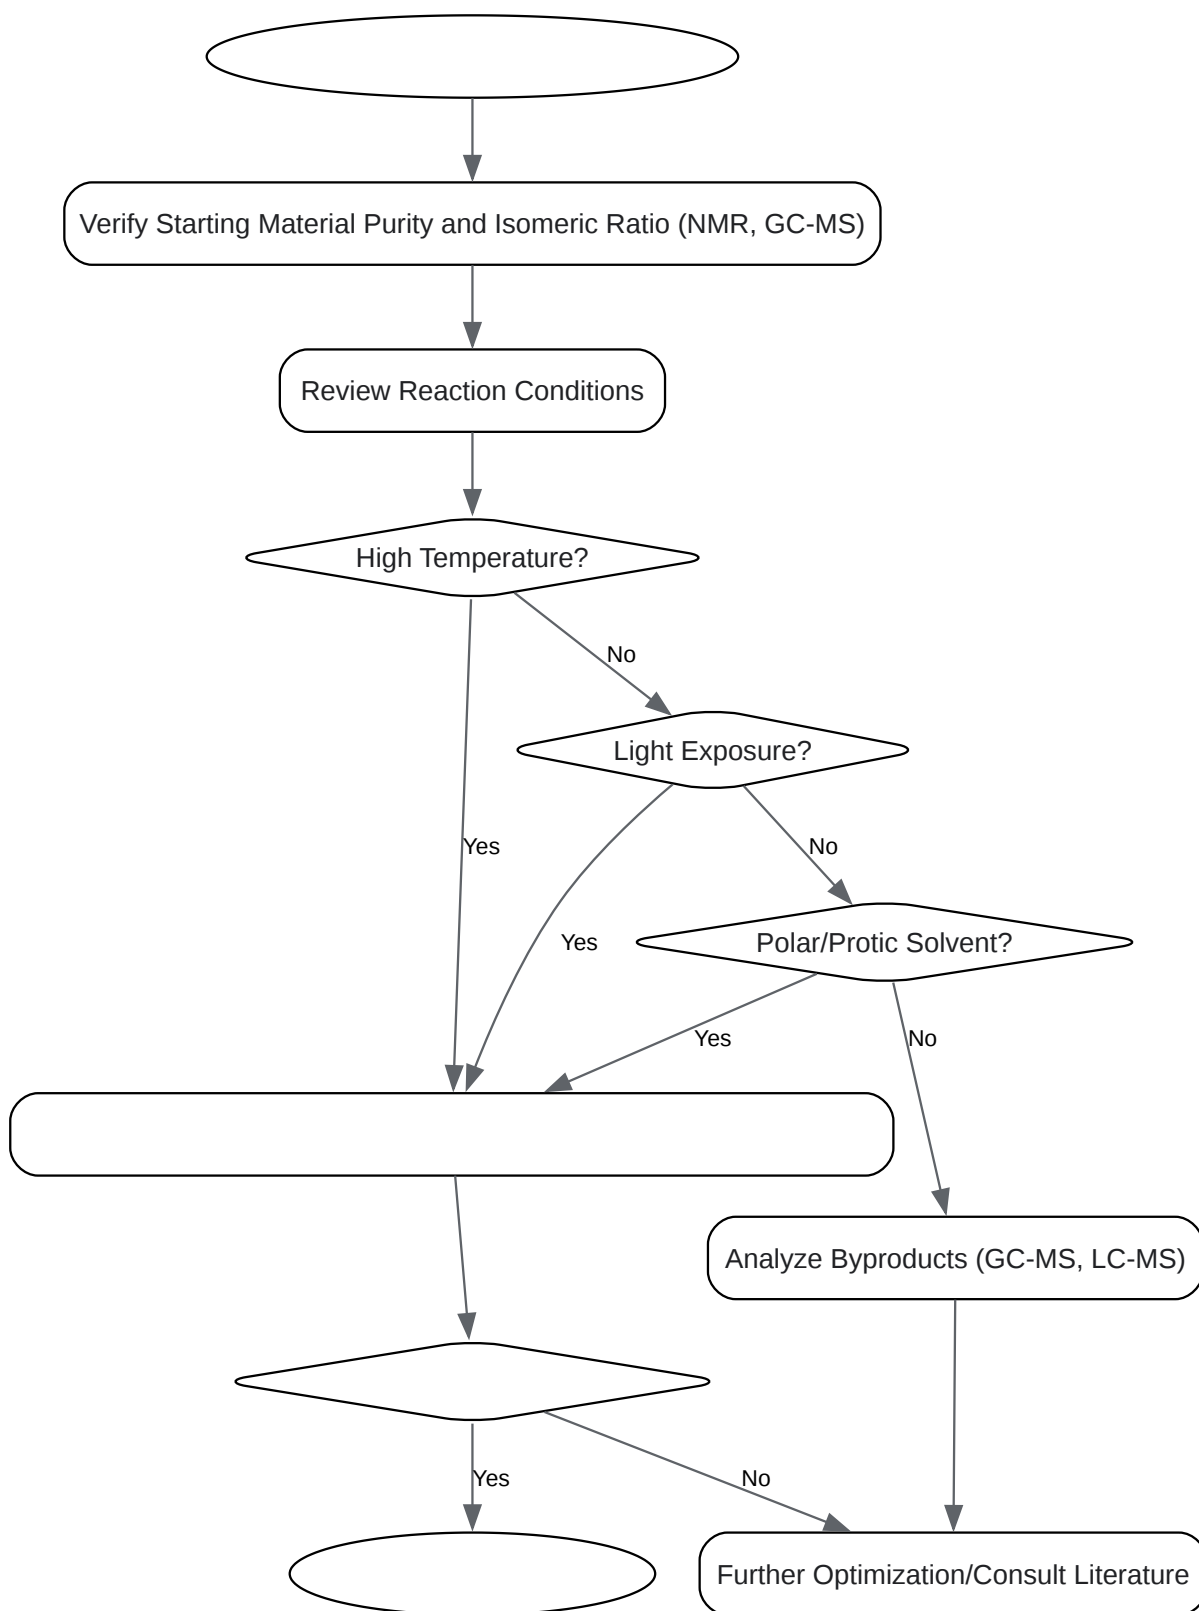 Verify Starting Material Purity and Isomeric Ratio (NMR, GC-MS)
Review Reaction Conditions
High Temperature?
No
Light Exposure?
Yes
No
Yes
Polar/Protic Solvent?
Yes
No
Analyze Byproducts (GC-MS, LC-MS)
Yes
No
Further Optimization/Consult Literature